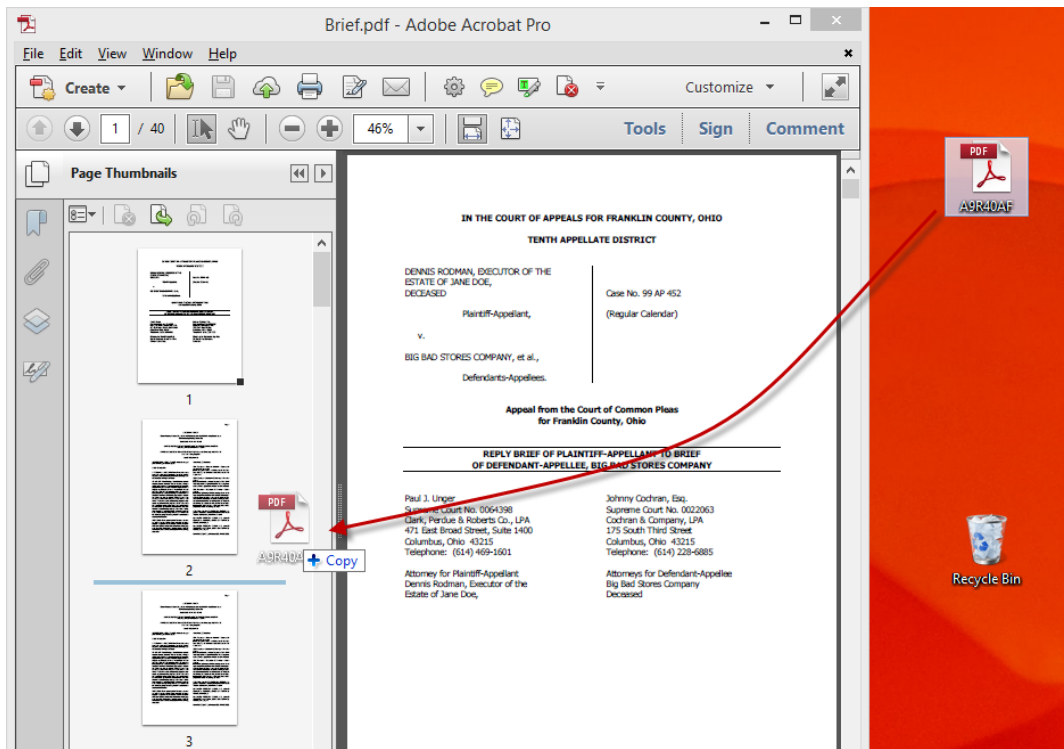 Brief.pdf - Adobe Acrobat Pro
File Edit View Window Help
Create
Customize
1 / 40
46%
Tools Sign Comment
Page Thumbnails
1
2
3
IN THE COURT OF APPEALS FOR FRANKLIN COUNTY, OHIO
TENTH APPELLATE DISTRICT
DENNIS RODMAN, EXECUTOR OF THE
ESTATE OF JANE DOE,
DECEASED
Case No. 99 AP 452
Plaintiff-Appellant,
(Regular Calendar)
v.
BIG BAD STORES COMPANY, et al.,
Defendants-Appellees.
Appeal from the Court of Common Pleas
for Franklin County, Ohio
REPLY BRIEF OF PLAINTIFF-APPELLANT TO BRIEF
OF DEFENDANT-APPELLEE, BIG BAD STORES COMPANY
Paul J. Unger
Supreme Court No. 0064398
Clark, Perdue & Roberts Co., LPA
471 East Broad Street, Suite 1400
Columbus, Ohio 43215
Telephone: (614) 469-1601
Attorney for Plaintiff-Appellant
Dennis Rodman, Executor of the
Estate of Jane Doe,
Johnny Cochran, Esq.
Supreme Court No. 0022063
Cochran & Company, LPA
175 South Third Street
Columbus, Ohio 43215
Telephone: (614) 228-6885
Attorneys for Defendant-Appellee
Big Bad Stores Company
Deceased
PDF
Copy
PDF
A9R40AF
Recycle Bin